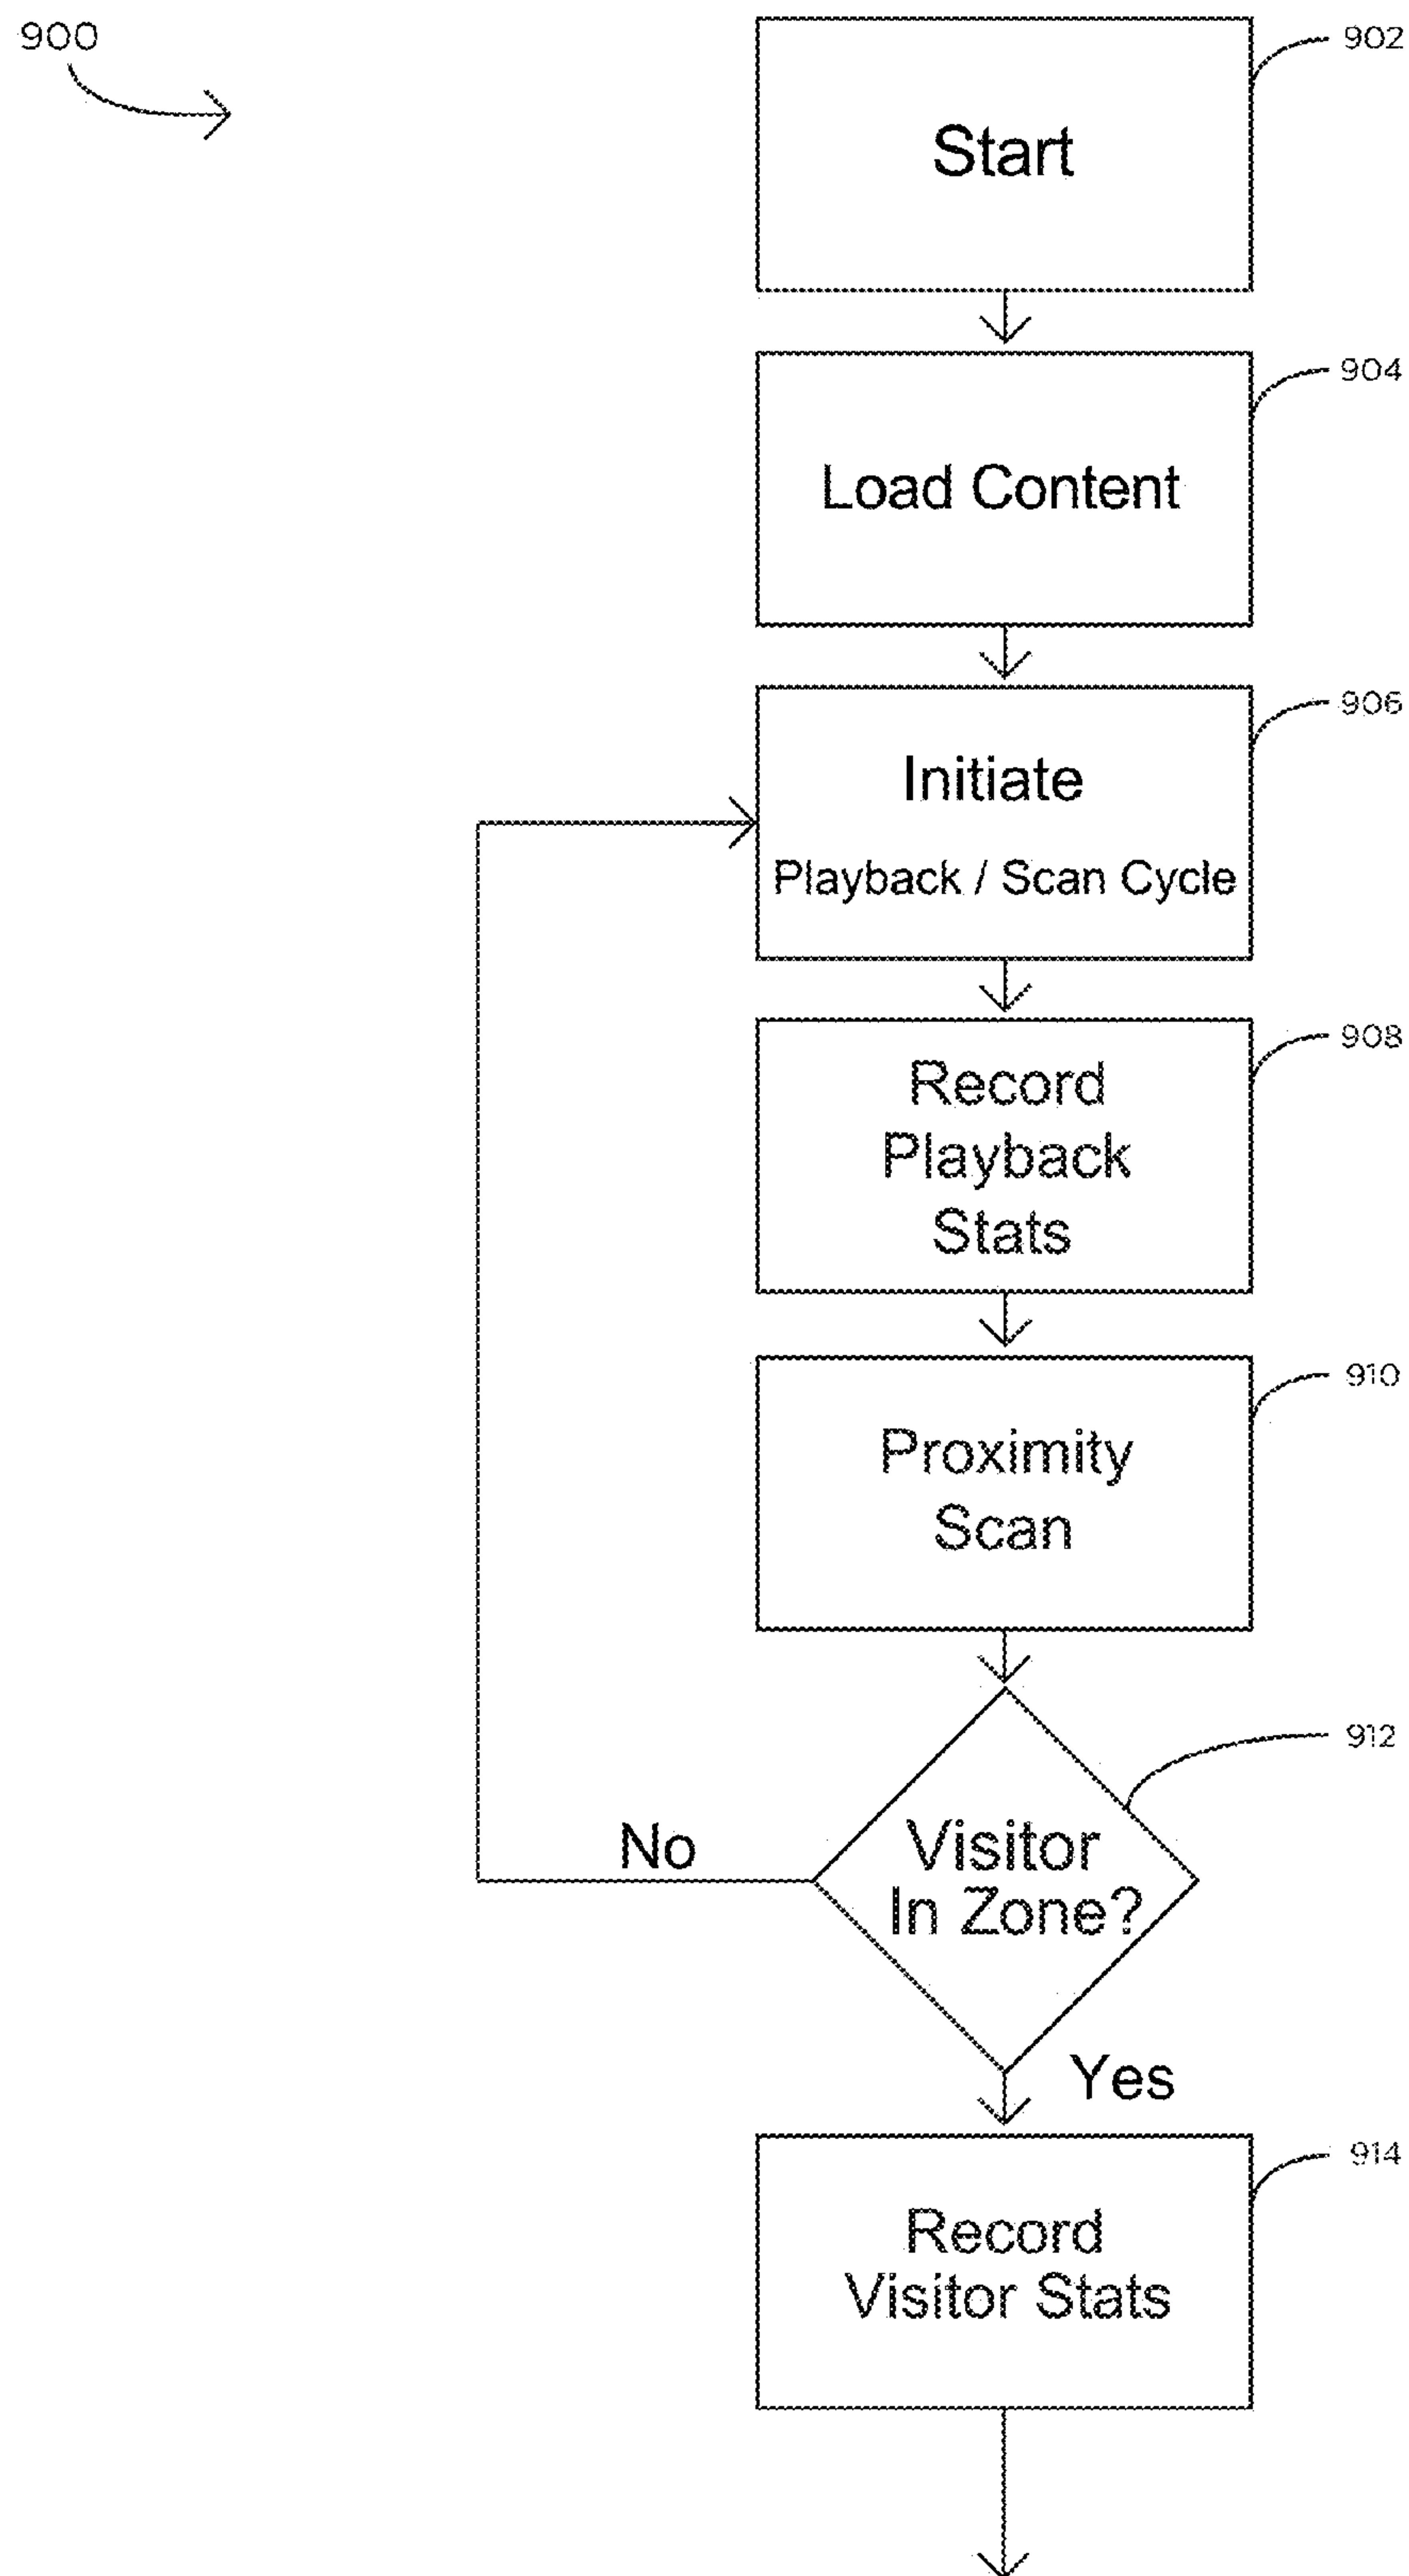 900
902
Start
904
Load Content
906
Initiate
Playback / Scan Cycle
908
Record
Playback
Stats
910
Proximity
Scan
912
Visitor
In Zone?
No
Yes
914
Record
Visitor Stats